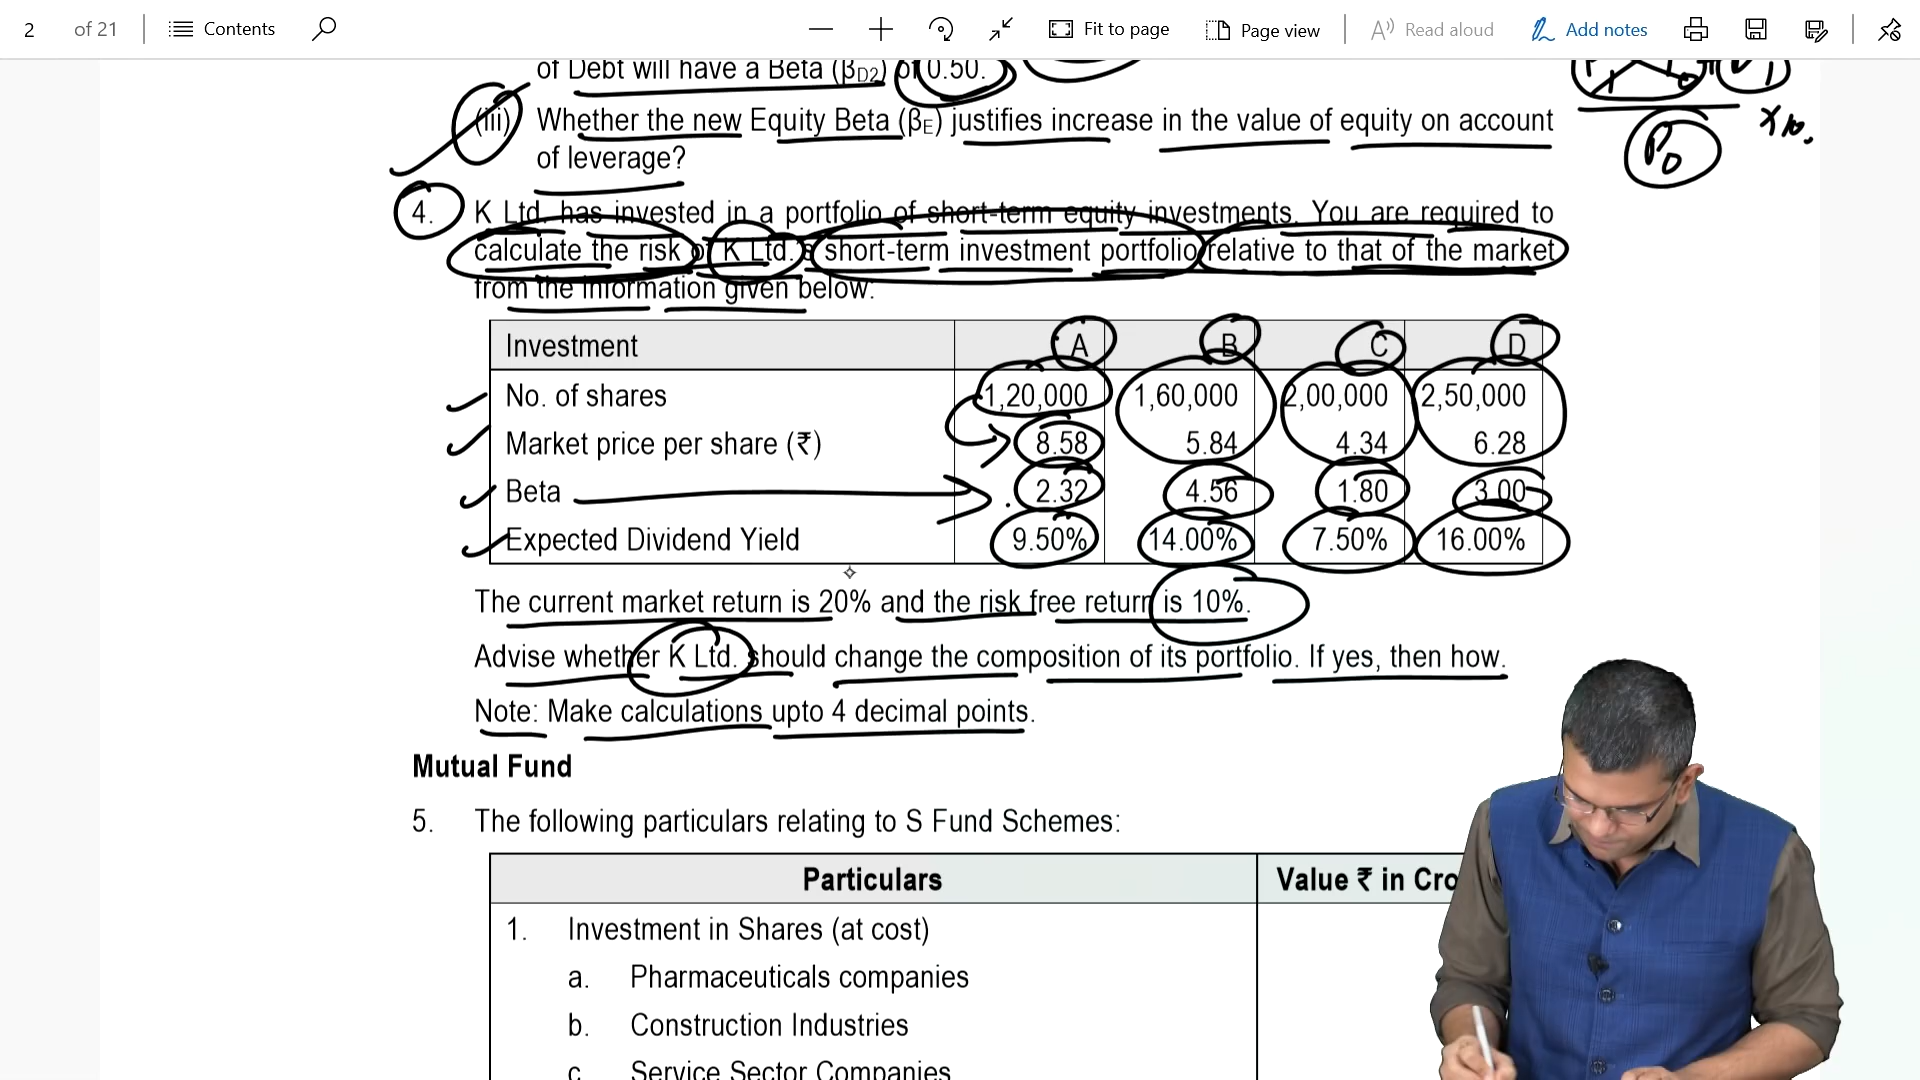 2 of 21 Contents Fit to page Page view Read aloud Add notes
of Debt will have a Beta (βD2) of 0.50.
(iii) Whether the new Equity Beta (βE) justifies increase in the value of equity on account
of leverage?
P0
4. K Ltd. has invested in a portfolio of short-term equity investments. You are required to
calculate the risk of K Ltd.'s short-term investment portfolio relative to that of the market
from the information given below:
Investment A B C D
No. of shares 1,20,000 1,60,000 2,00,000 2,50,000
Market price per share (₹) 8.58 5.84 4.34 6.28
Beta 2.32 4.56 1.80 3.00
Expected Dividend Yield 9.50% 14.00% 7.50% 16.00%
The current market return is 20% and the risk free return is 10%.
Advise whether K Ltd. should change the composition of its portfolio. If yes, then how.
Note: Make calculations upto 4 decimal points.
Mutual Fund
5. The following particulars relating to S Fund Schemes:
Particulars Value ₹ in Cro
1. Investment in Shares (at cost)
a. Pharmaceuticals companies
b. Construction Industries
c. Service Sector Companies